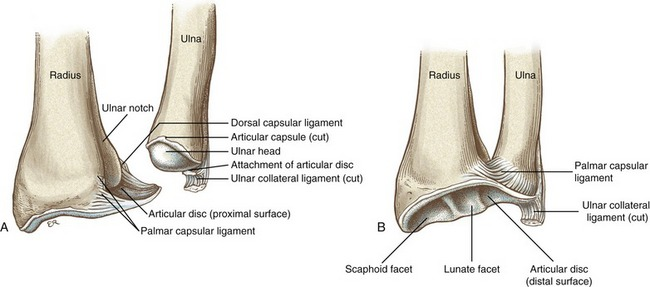 Radius
Ulna
Ulnar notch
Dorsal capsular ligament
Articular capsule (cut)
Ulnar head
Attachment of articular disc
Ulnar collateral ligament (cut)
Articular disc (proximal surface)
Palmar capsular ligament
A
ER
Radius
Ulna
Palmar capsular
ligament
Ulnar collateral
ligament (cut)
B
Scaphoid facet
Lunate facet
Articular disc
(distal surface)